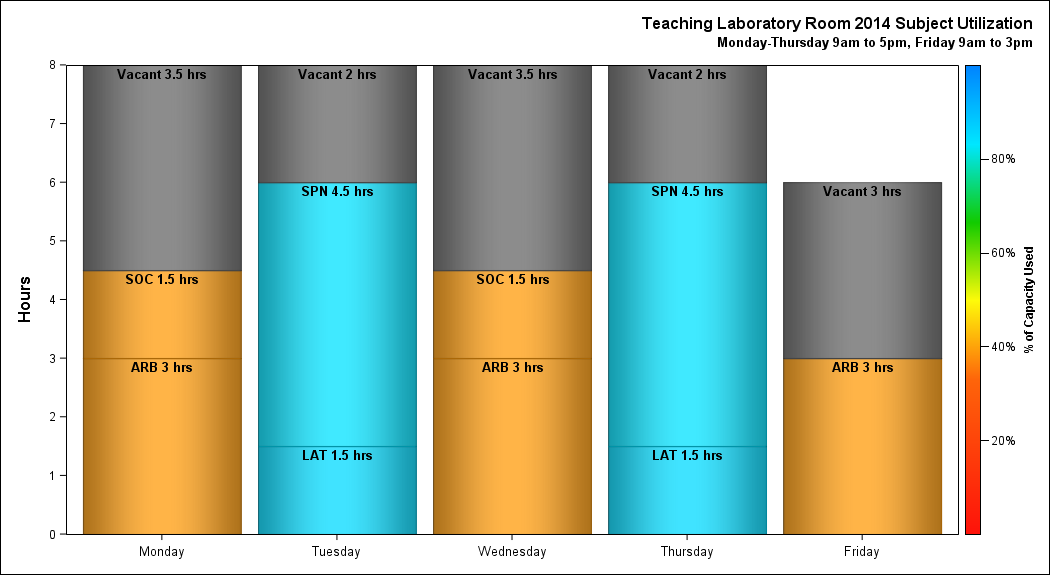 Teaching Laboratory Room 2014 Subject Utilization
Monday-Thursday 9am to 5pm, Friday 9am to 3pm
Hours
8
7
6
5
4
3
2
1
0
Vacant 3.5 hrs
SOC 1.5 hrs
ARB 3 hrs
Vacant 2 hrs
SPN 4.5 hrs
LAT 1.5 hrs
Vacant 3.5 hrs
SOC 1.5 hrs
ARB 3 hrs
Vacant 2 hrs
SPN 4.5 hrs
LAT 1.5 hrs
Vacant 3 hrs
ARB 3 hrs
Monday
Tuesday
Wednesday
Thursday
Friday
80%
60%
40%
20%
% of Capacity Used